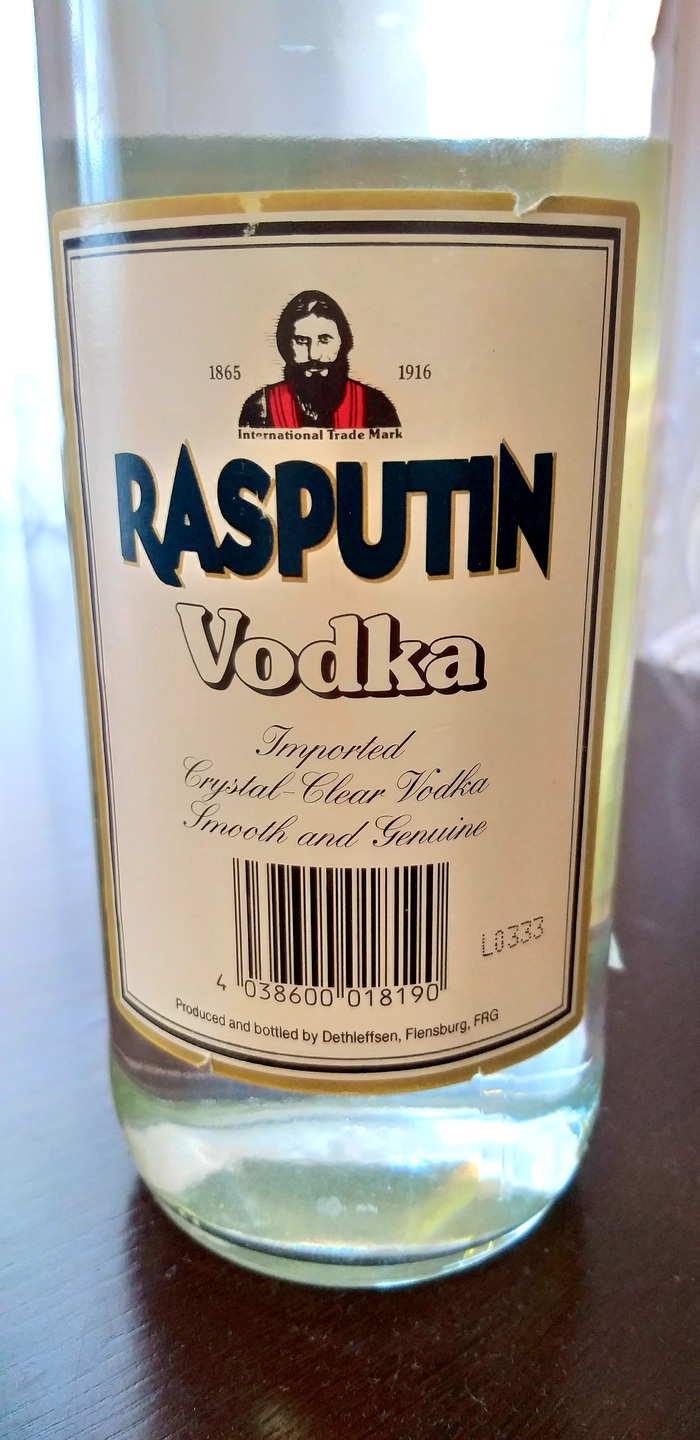 1865 1916
International Trade Mark
RASPUTIN
Vodka
Imported
Crystal-Clear Vodka
Smooth and Genuine
L0333
4 038600 018190
Produced and bottled by Dethleffsen, Flensburg, FRG